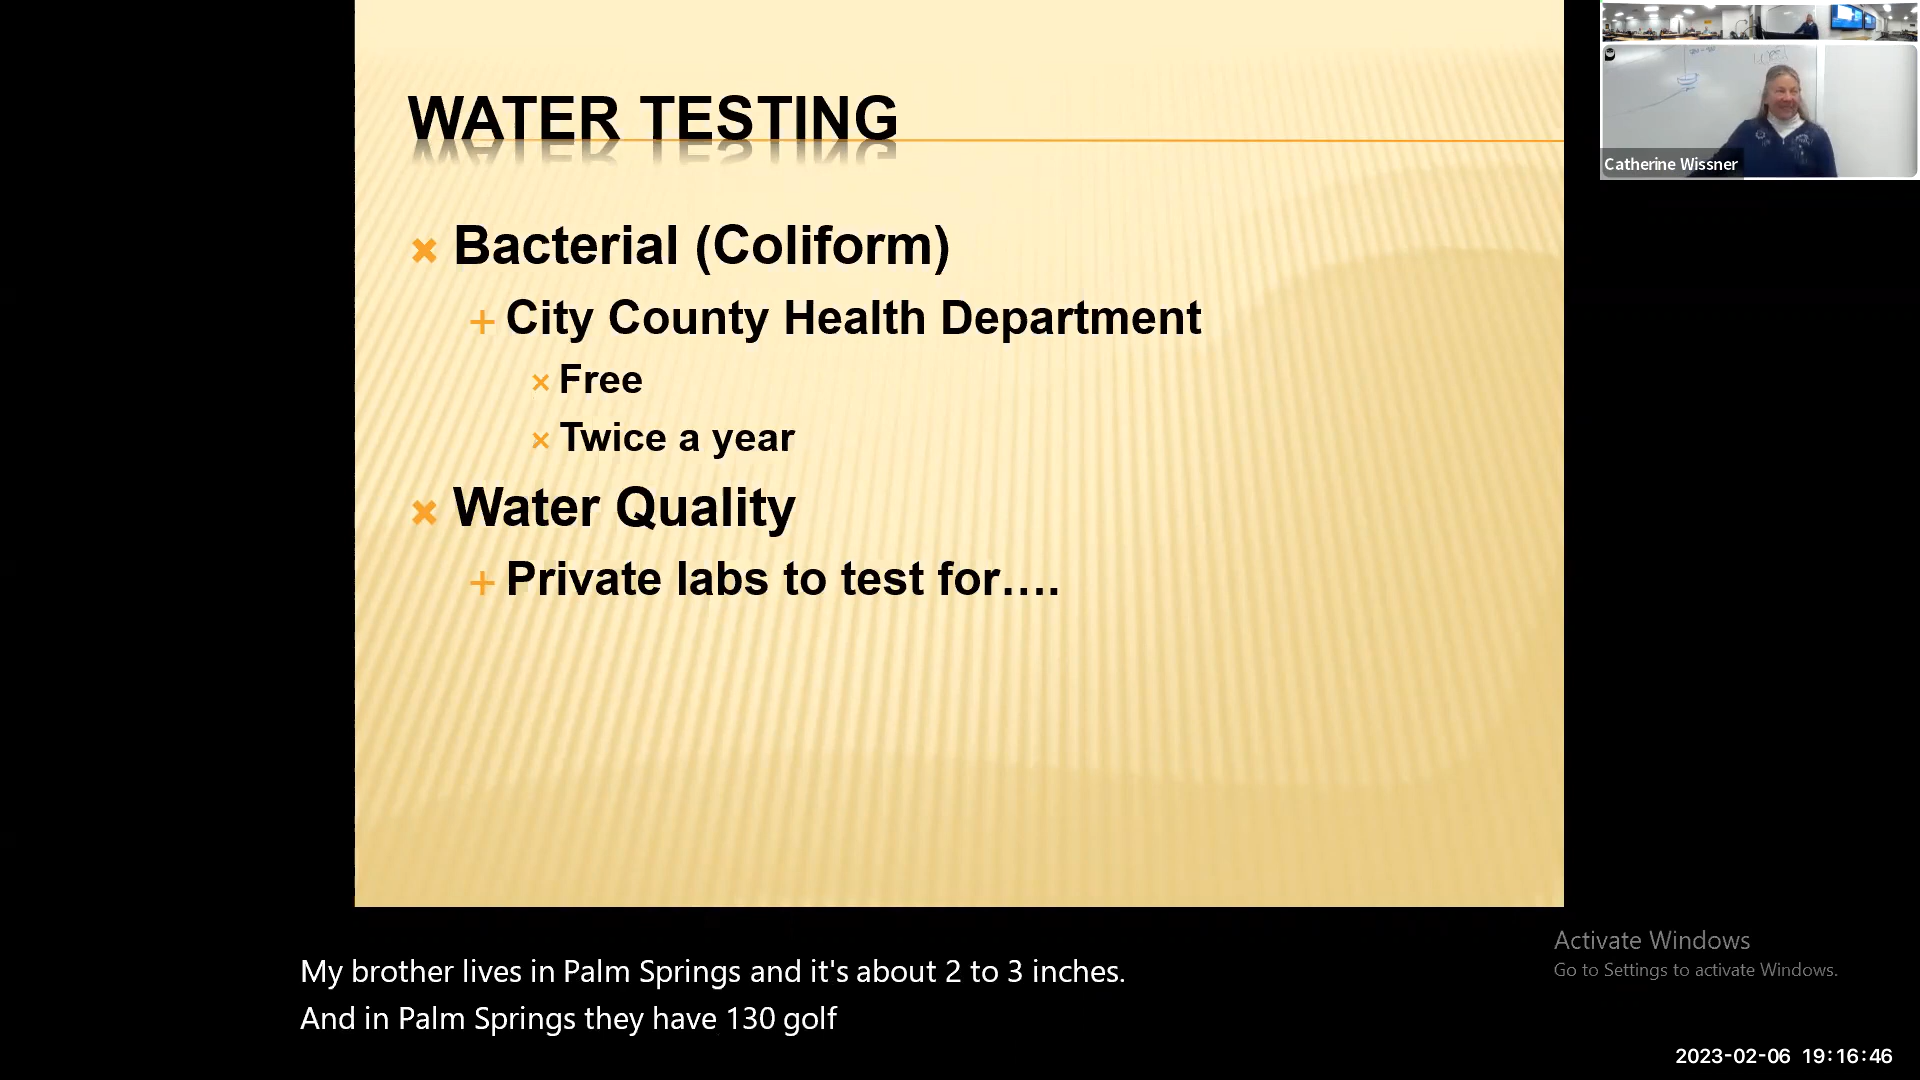 WATER TESTING
Bacterial (Coliform)
City County Health Department
Free
Twice a year
Water Quality
Private labs to test for....
Catherine Wissner
My brother lives in Palm Springs and it's about 2 to 3 inches.
And in Palm Springs they have 130 golf
Activate Windows
Go to Settings to activate Windows.
2023-02-06 19:16:46